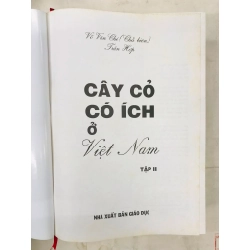 Võ Văn Chi (Chủ biên)
Trần Hợp
CÂY CỎ
CÓ ÍCH
Ở
Việt Nam
TẬP II
NHÀ XUẤT BẢN GIÁO DỤC